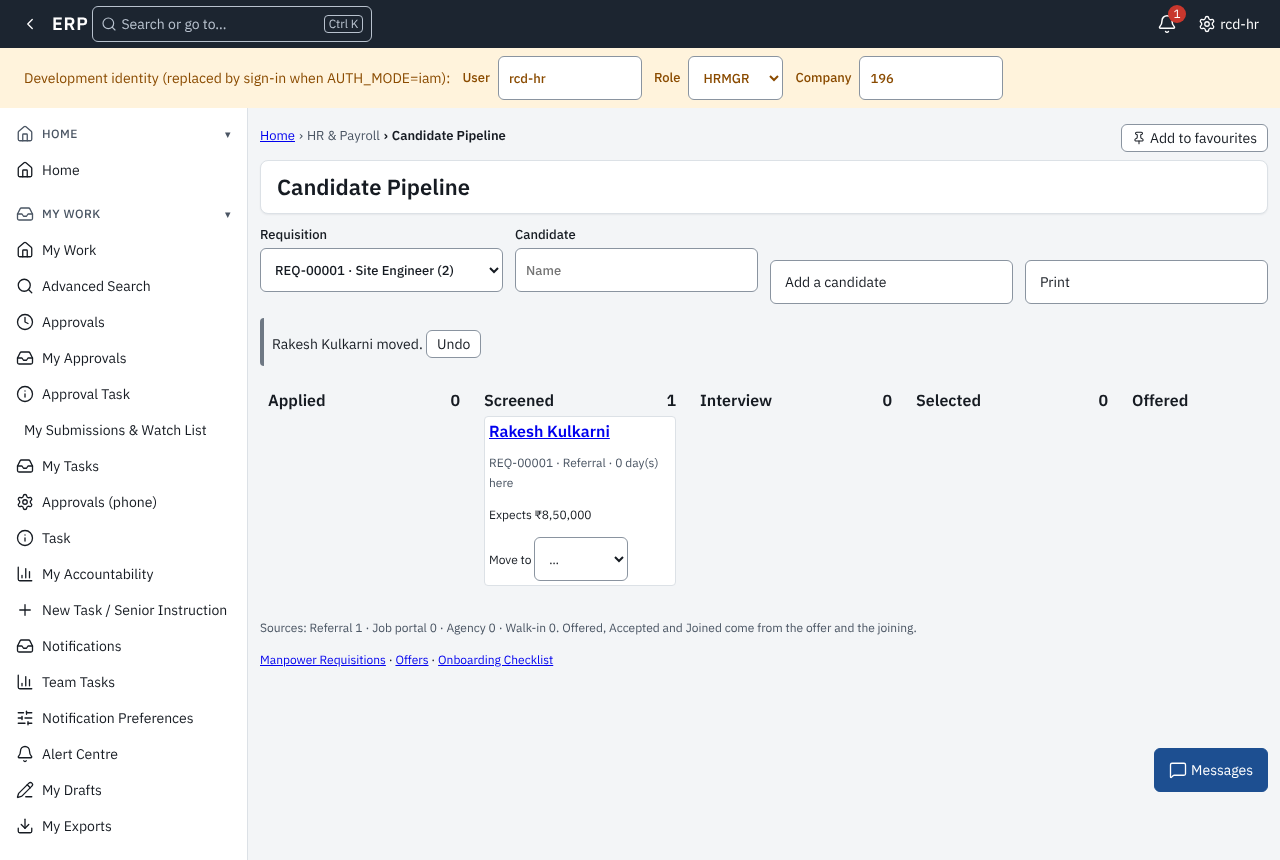 ERP
Search or go to...
Ctrl K
1
rcd-hr
Development identity (replaced by sign-in when AUTH_MODE=iam):
User
rcd-hr
Role
HRMGR
Company
196
HOME
Home
MY WORK
My Work
Advanced Search
Approvals
My Approvals
Approval Task
My Submissions & Watch List
My Tasks
Approvals (phone)
Task
My Accountability
New Task / Senior Instruction
Notifications
Team Tasks
Notification Preferences
Alert Centre
My Drafts
My Exports
Home › HR & Payroll › Candidate Pipeline
Add to favourites
Candidate Pipeline
Requisition
REQ-00001 · Site Engineer (2)
Candidate
Name
Add a candidate
Print
Rakesh Kulkarni moved.
Undo
Applied 0
Screened 1
Interview 0
Selected 0
Offered
Rakesh Kulkarni
REQ-00001 · Referral · 0 day(s)
here
Expects ₹8,50,000
Move to ...
Sources: Referral 1 · Job portal 0 · Agency 0 · Walk-in 0. Offered, Accepted and Joined come from the offer and the joining.
Manpower Requisitions · Offers · Onboarding Checklist
Messages